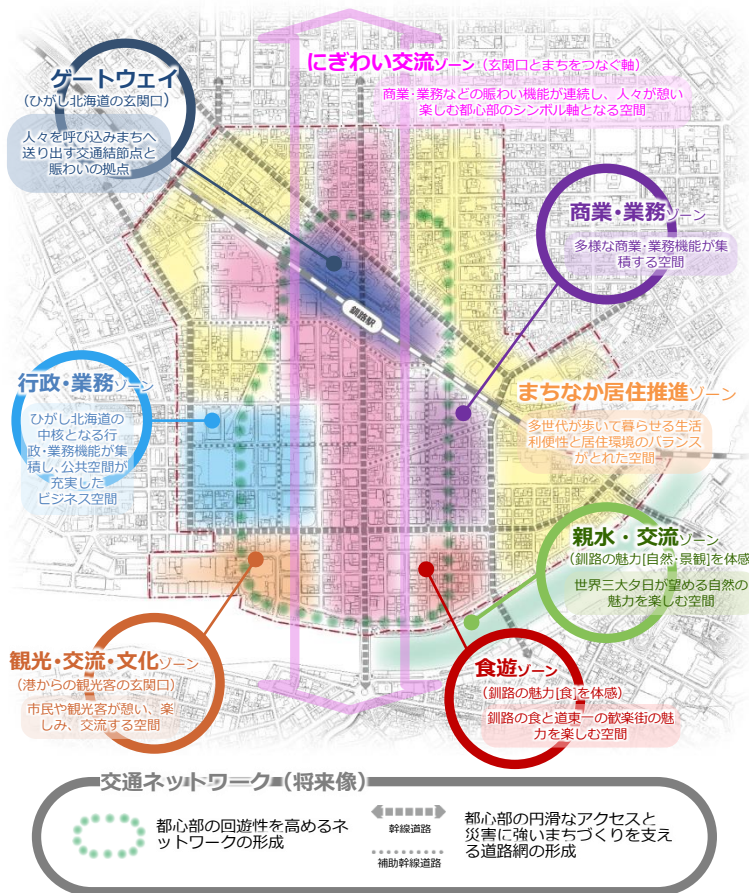 にぎわい交流ゾーン（玄関口とまちをつなぐ軸）
商業・業務などの賑わい機能が連続し、人々が憩い
楽しむ都心部のシンボル軸となる空間
ゲートウェイ
（ひがし北海道の玄関口）
人々を呼び込みまちへ
送り出す交通結節点と
賑わいの拠点
商業・業務ゾーン
多様な商業・業務機能が集
積する空間
釧路駅
行政・業務ゾーン
ひがし北海道の
中核となる行
政・業務機能が集
積し、公共空間が
充実した
ビジネス空間
まちなか居住推進ゾーン
多世代が歩いて暮らせる生活
利便性と居住環境のバランス
がとれた空間
親水・交流ゾーン
（釧路の魅力[自然・景観]を体感
世界三大夕日が望める自然の
魅力を楽しむ空間
観光・交流・文化ゾーン
（港からの観光客の玄関口）
市民や観光客が憩い、楽
しみ、交流する空間
食遊ゾーン
（釧路の魅力[食]を体感）
釧路の食と道東一の歓楽街の魅
力を楽しむ空間
交通ネットワーク（将来像）
都心部の回遊性を高めるネ
ットワークの形成
幹線道路
補助幹線道路
都心部の円滑なアクセスと
災害に強いまちづくりを支え
る道路網の形成